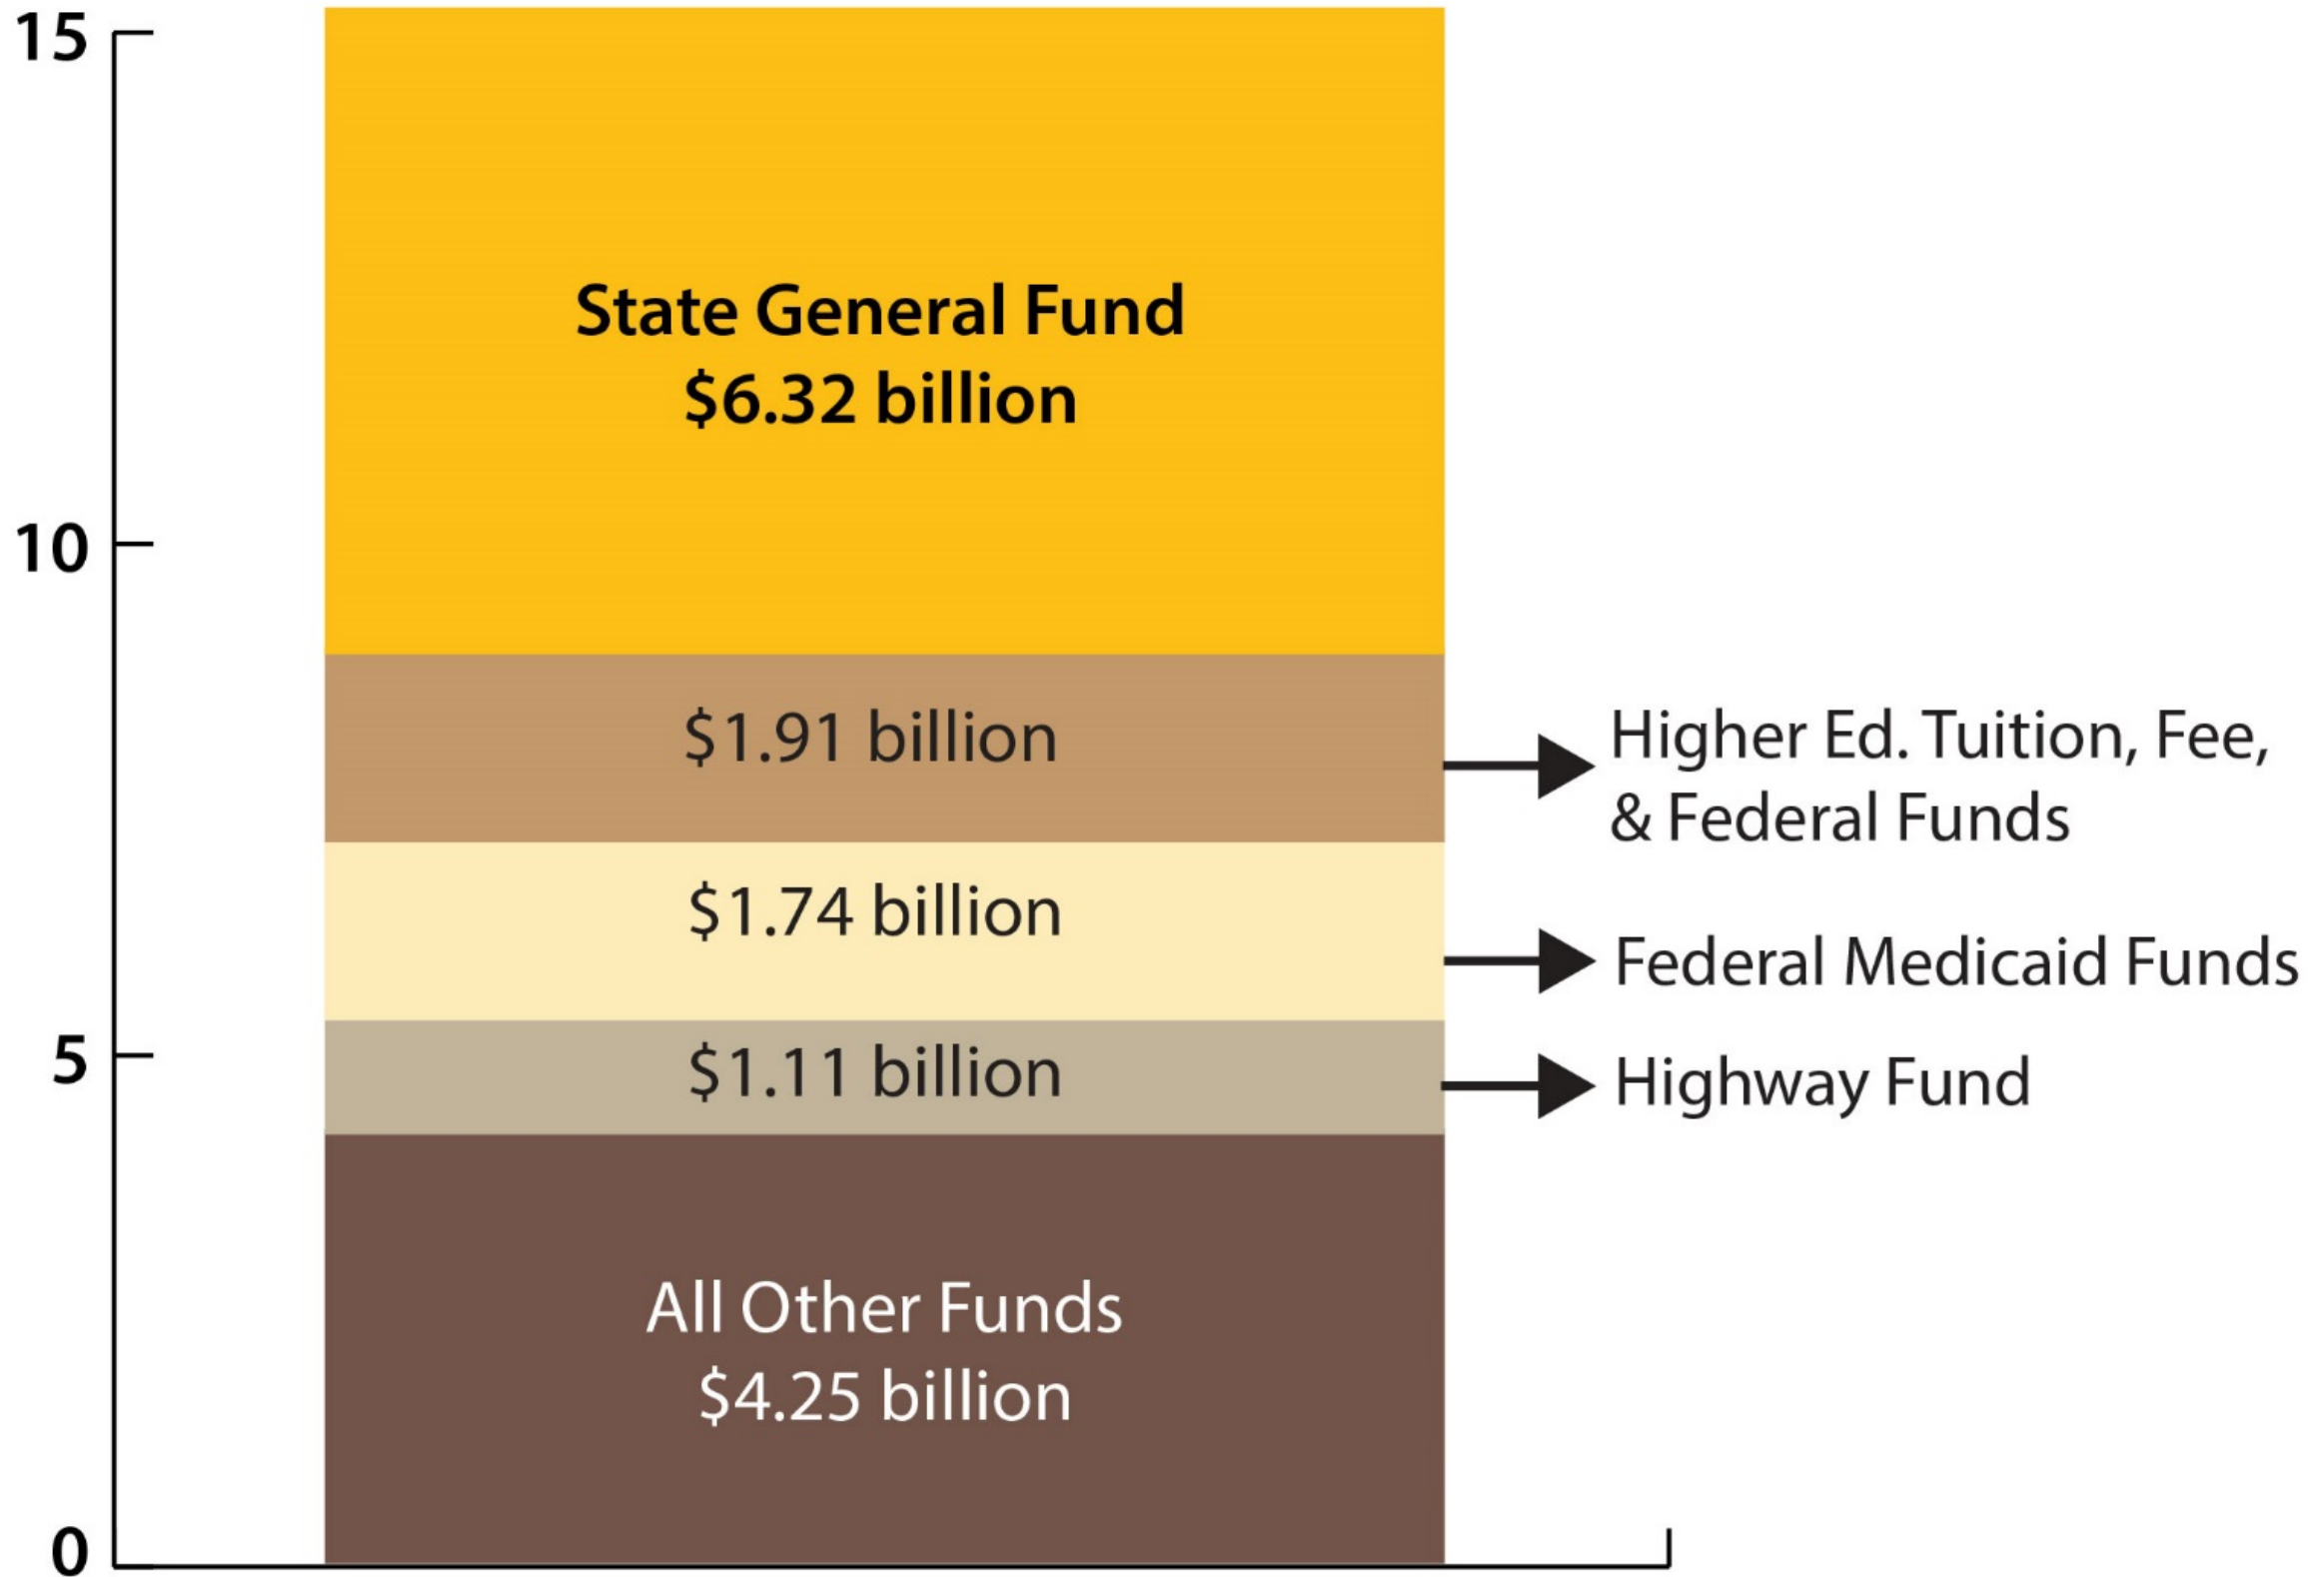 15
State General Fund
$6.32 billion
10
$1.91 billion
Higher Ed. Tuition, Fee,
& Federal Funds
$1.74 billion
Federal Medicaid Funds
5
$1.11 billion
Highway Fund
All Other Funds
$4.25 billion
0